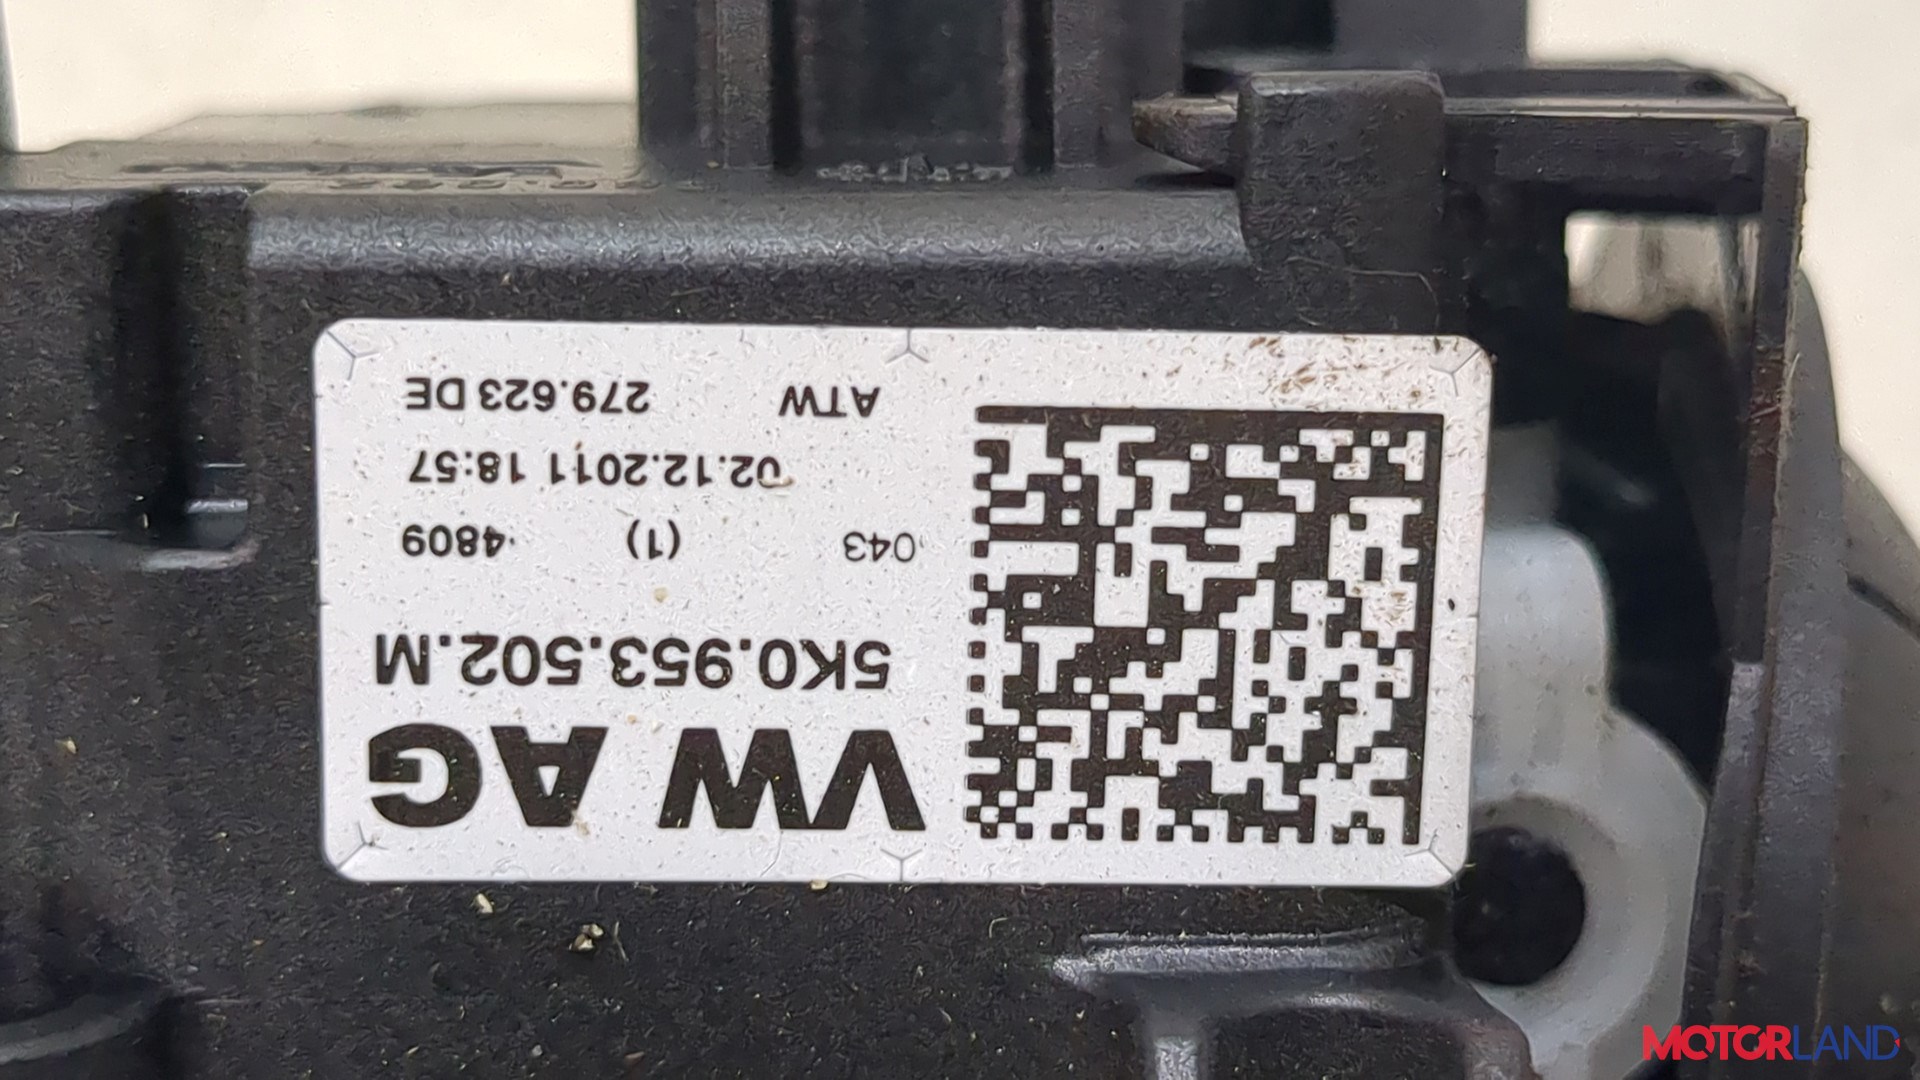 VW AG
5K0.953.502.M
043 (1) 4809
02.12.2011 18:57
ATW 279.623 DE
MOTORLAND